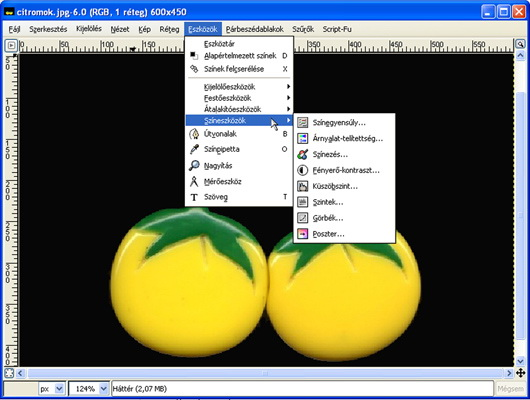 citromok.jpg-6.0 (RGB, 1 réteg) 600x450
Fájl Szerkesztés Kijelölés Nézet Kép Réteg Eszközök Párbeszédablakok Szűrők Script-Fu
Eszköztár
Alapértelmezett színek D
Színek felcserélése X
Kijelölőeszközök
Festőeszközök
Átalakítóeszközök
Színeszközök
Útvonalak B
Színpipetta O
Nagyítás
Mérőeszköz
Szöveg T
Színegyensúly...
Árnyalat-telítettség...
Színezés...
Fényerő-kontraszt...
Küszöbszint...
Szintek...
Görbék...
Poszter...
px 124% Háttér (2,07 MB) Mégsem